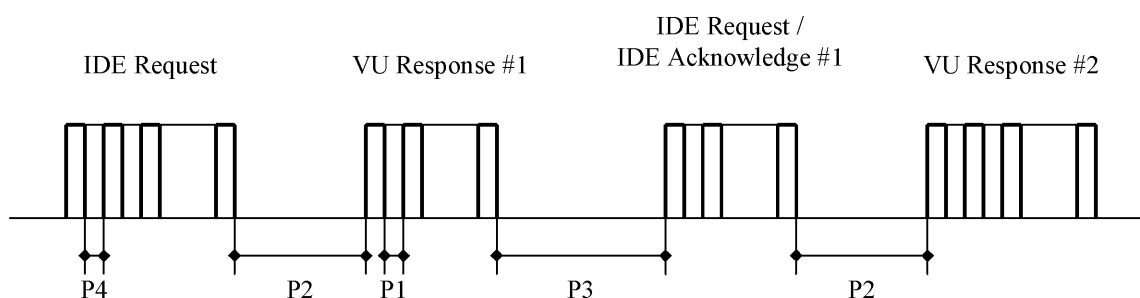 IDE Request
VU Response #1
IDE Request /
IDE Acknowledge #1
VU Response #2
P4
P2
P1
P3
P2